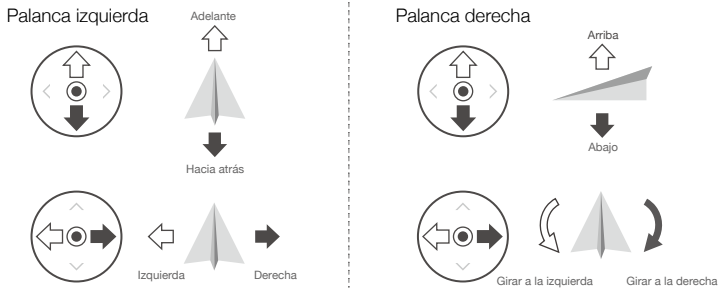 Palanca izquierda
Adelante
Hacia atrás
Izquierda
Derecha
Palanca derecha
Arriba
Abajo
Girar a la izquierda
Girar a la derecha